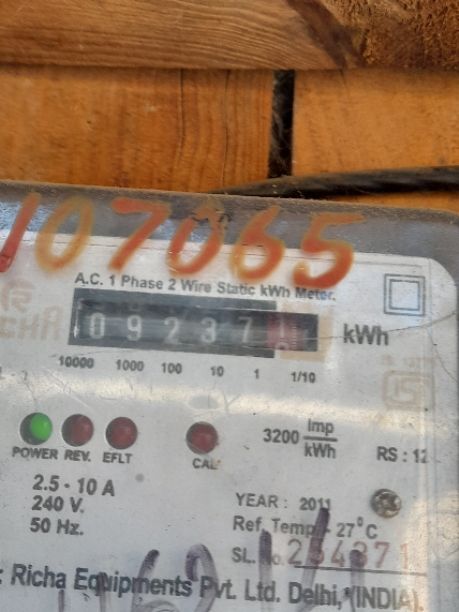 107065
A.C. 1 Phase 2 Wire Static kWh Meter.
09237
kWh
10000 1000 100 10 1 1/10
POWER REV. EFLT CAL
3200 Imp/kWh
RS : 12
2.5 - 10 A
240 V.
50 Hz.
YEAR : 2011
Ref. Temp - 27°C
SL. No. 254371
: Richa Equipments Pvt. Ltd. Delhi, (INDIA).